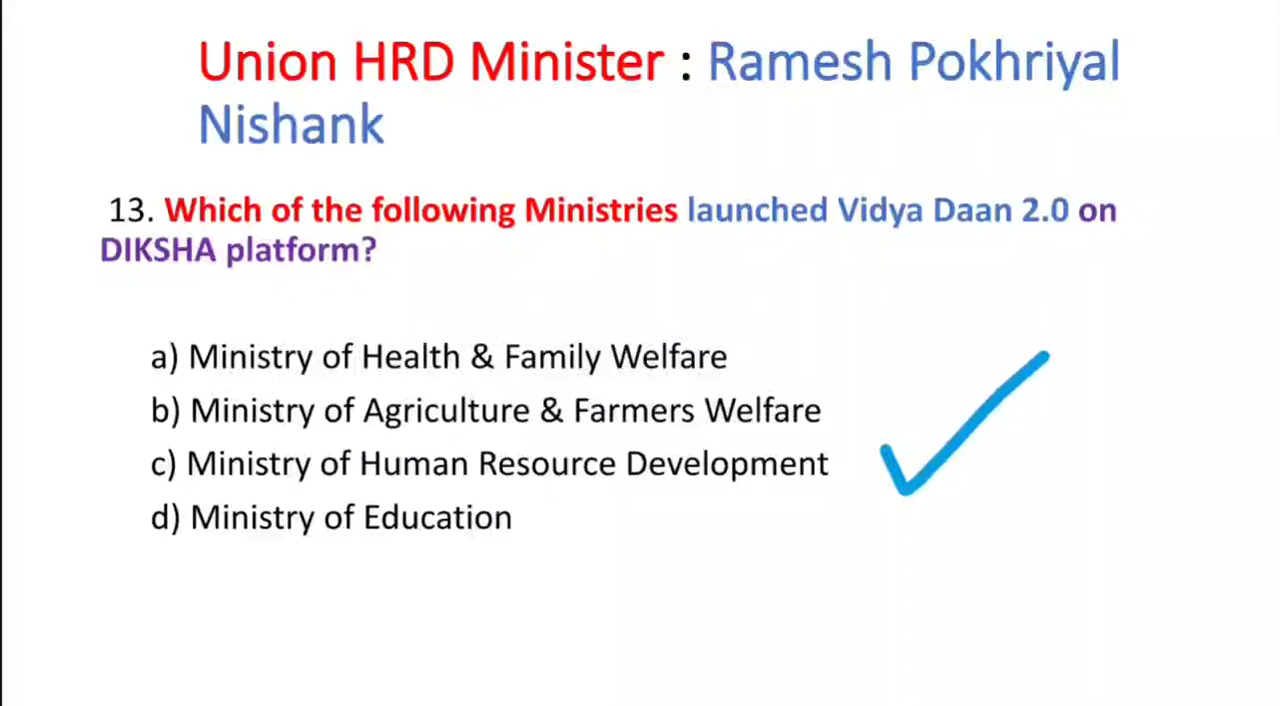 Union HRD Minister : Ramesh Pokhriyal
Nishank
13. Which of the following Ministries launched Vidya Daan 2.0 on
DIKSHA platform?
a) Ministry of Health & Family Welfare
b) Ministry of Agriculture & Farmers Welfare
c) Ministry of Human Resource Development
d) Ministry of Education